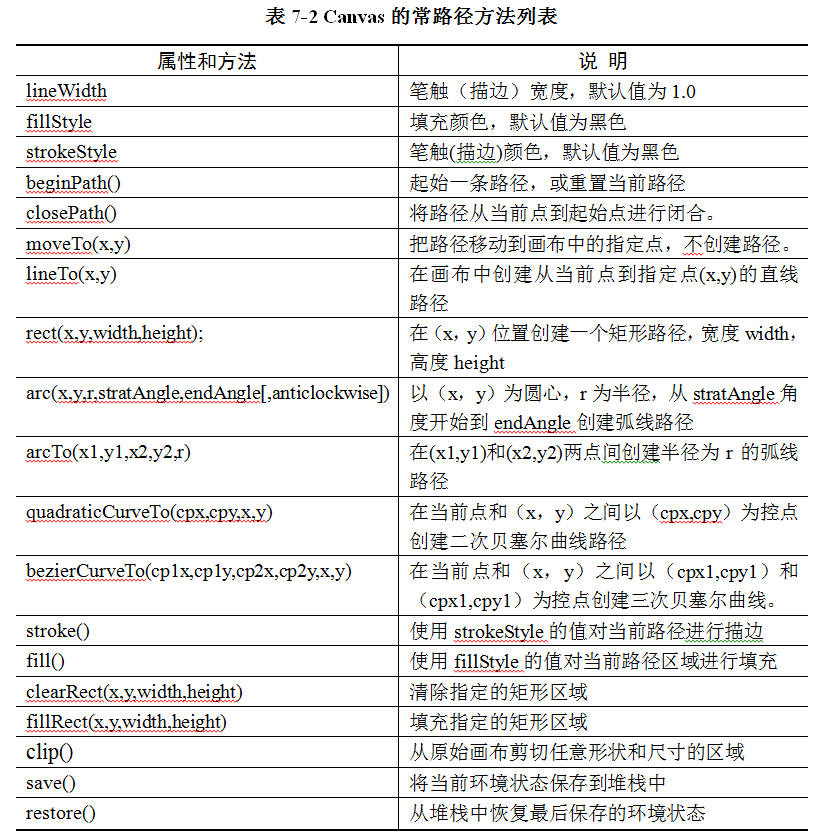 表 7-2 Canvas 的常路径方法列表
属性和方法 说 明
lineWidth 笔触（描边）宽度，默认值为 1.0
fillStyle 填充颜色，默认值为黑色
strokeStyle 笔触(描边)颜色，默认值为黑色
beginPath() 起始一条路径，或重置当前路径
closePath() 将路径从当前点到起始点进行闭合。
moveTo(x,y) 把路径移动到画布中的指定点，不创建路径。
lineTo(x,y) 在画布中创建从当前点到指定点(x,y)的直线
路径
rect(x,y,width,height); 在（x，y）位置创建一个矩形路径，宽度 width，
高度 height
arc(x,y,r,stratAngle,endAngle[,anticlockwise]) 以（x，y）为圆心，r 为半径，从 stratAngle 角
度开始到 endAngle 创建弧线路径
arcTo(x1,y1,x2,y2,r) 在(x1,y1)和(x2,y2)两点间创建半径为 r 的弧线
路径
quadraticCurveTo(cpx,cpy,x,y) 在当前点和（x，y）之间以（cpx,cpy）为控点
创建二次贝塞尔曲线路径
bezierCurveTo(cp1x,cp1y,cp2x,cp2y,x,y) 在当前点和（x，y）之间以（cpx1,cpy1）和
（cpx1,cpy1）为控点创建三次贝塞尔曲线。
stroke() 使用 strokeStyle 的值对当前路径进行描边
fill() 使用 fillStyle 的值对当前路径区域进行填充
clearRect(x,y,width,height) 清除指定的矩形区域
fillRect(x,y,width,height) 填充指定的矩形区域
clip() 从原始画布剪切任意形状和尺寸的区域
save() 将当前环境状态保存到堆栈中
restore() 从堆栈中恢复最后保存的环境状态